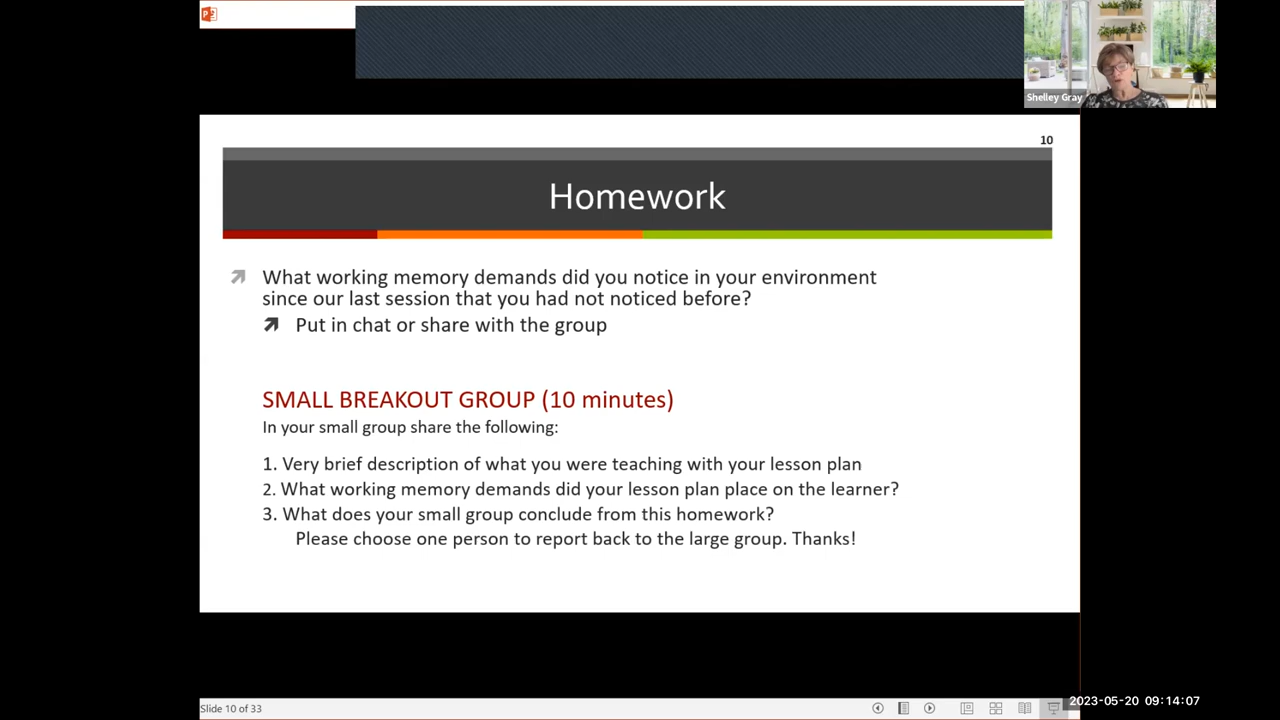 Shelley Gray
10
Homework
What working memory demands did you notice in your environment
since our last session that you had not noticed before?
Put in chat or share with the group
SMALL BREAKOUT GROUP (10 minutes)
In your small group share the following:
1. Very brief description of what you were teaching with your lesson plan
2. What working memory demands did your lesson plan place on the learner?
3. What does your small group conclude from this homework?
Please choose one person to report back to the large group. Thanks!
Slide 10 of 33
2023-05-20 09:14:07